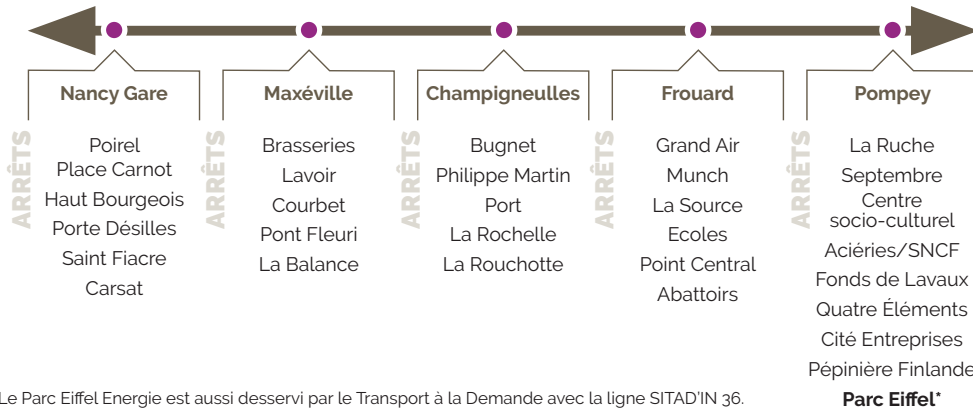 Nancy Gare
ARRÊTS
Poirel
Place Carnot
Haut Bourgeois
Porte Désilles
Saint Fiacre
Carsat
Maxéville
ARRÊTS
Brasseries
Lavoir
Courbet
Pont Fleuri
La Balance
Champigneulles
ARRÊTS
Bugnet
Philippe Martin
Port
La Rochelle
La Rouchotte
Frouard
ARRÊTS
Grand Air
Munch
La Source
Ecoles
Point Central
Abattoirs
Pompey
ARRÊTS
La Ruche
Septembre
Centre
socio-culturel
Aciéries/SNCF
Fonds de Lavaux
Quatre Éléments
Cité Entreprises
Pépinière Finlande
Parc Eiffel*
Le Parc Eiffel Energie est aussi desservi par le Transport à la Demande avec la ligne SITAD'IN 36.